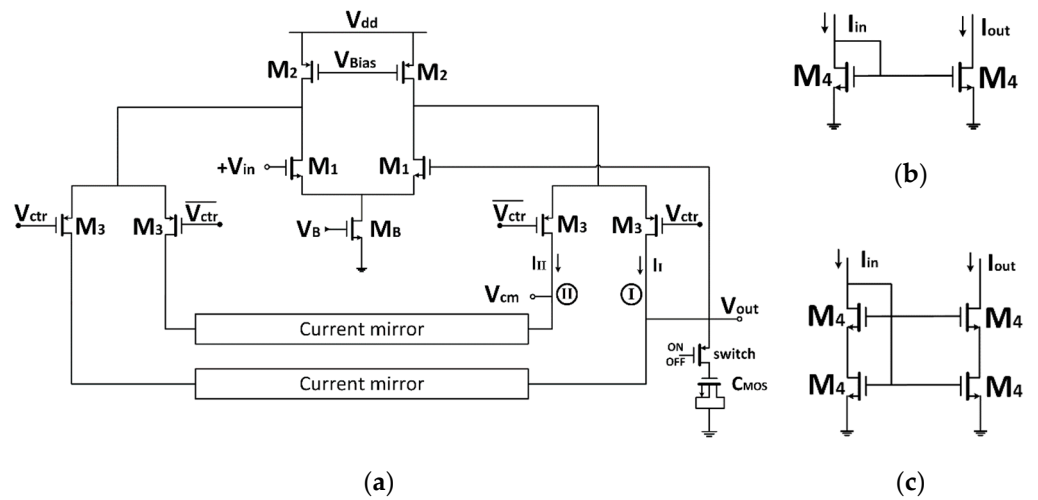 Vdd
VBias
M2
M2
+Vin
M1
M1
Vctr
M3
M3
V̅c̅t̅r̅
VB
MB
V̅c̅t̅r̅
M3
M3
Vctr
III
II
Vcm
II
I
Vout
Current mirror
Current mirror
ON
OFF
switch
CMOS
(a)
Iin
Iout
M4
M4
(b)
Iin
Iout
M4
M4
M4
M4
(c)